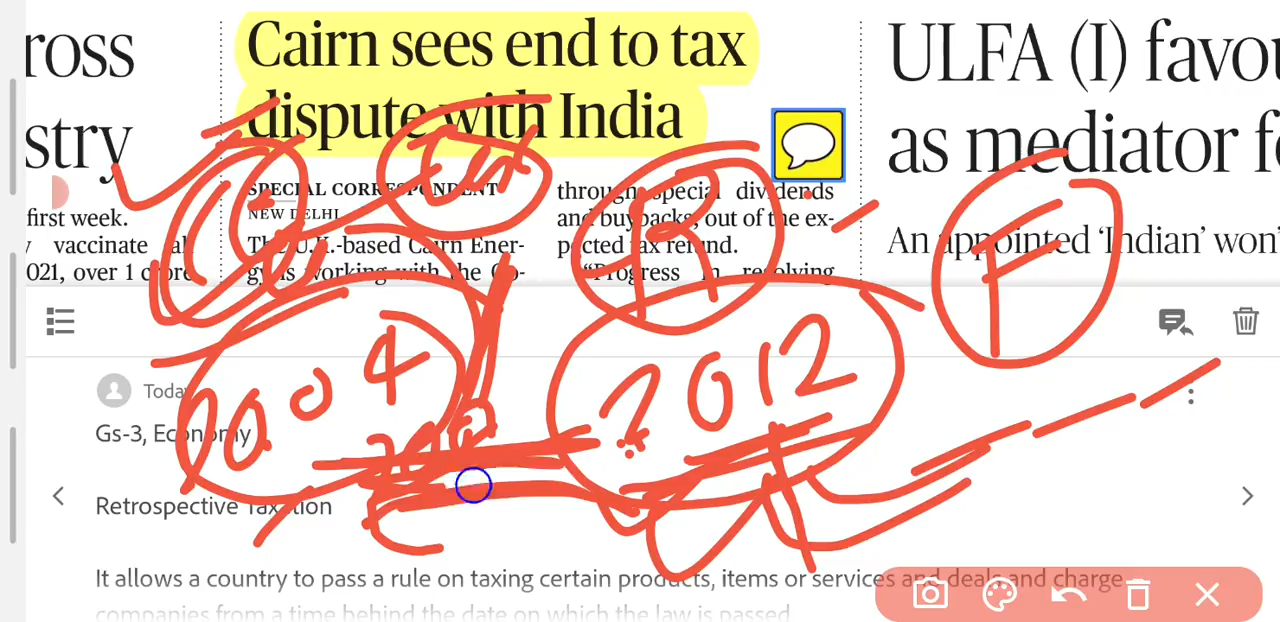 ross
stry
first week.
vaccinate al
021, over 1 crore
Cairn sees end to tax
dispute with India
SPECIAL CORRESPONDENT
NEW DELHI
The U.K.-based Cairn Ener-
gy is working with the Go-
through special dividends
and buybacks, out of the ex-
pected tax refund.
"Progress in resolving
ULFA (I) favou
as mediator fo
An appointed 'Indian' won'
R
F
2004
2012
Today
Gs-3, Economy
Retrospective Taxation
It allows a country to pass a rule on taxing certain products, items or services and deals and charge
companies from a time behind the date on which the law is passed